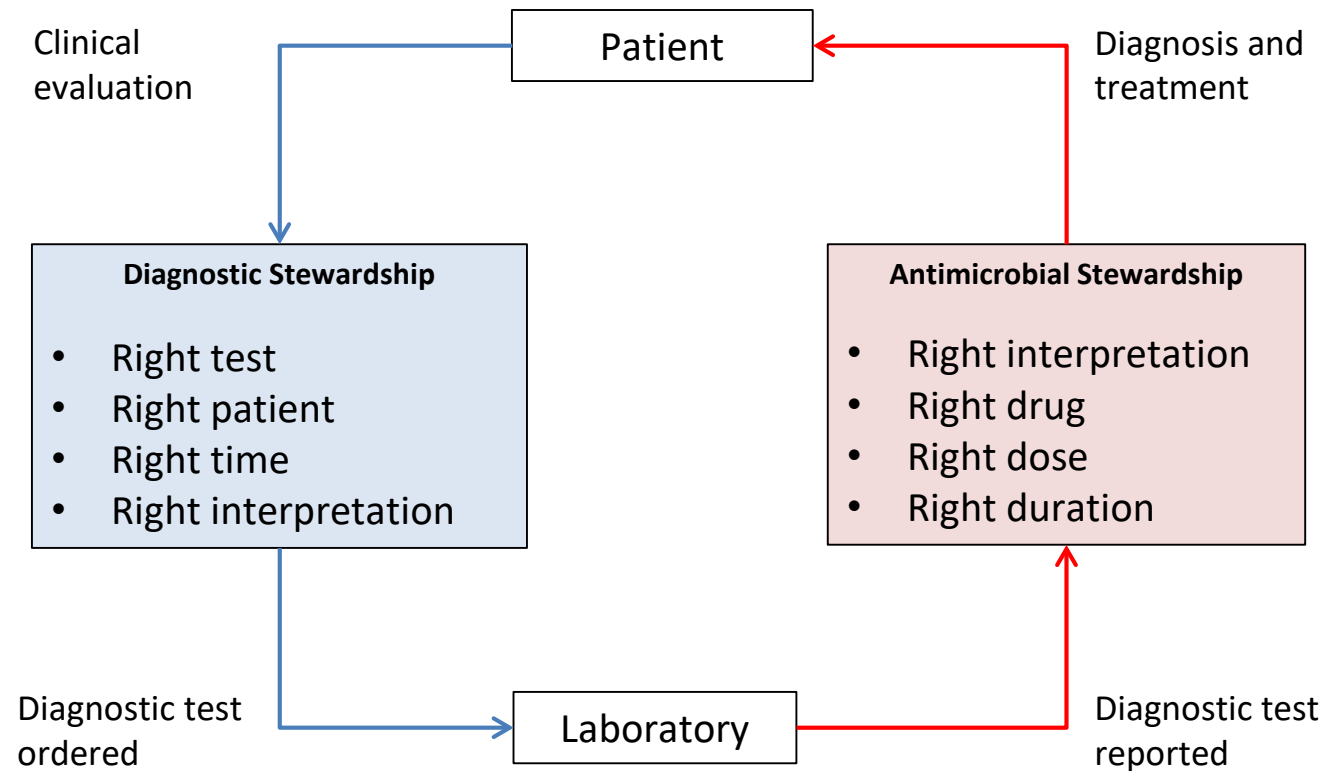 Clinical
evaluation
Patient
Diagnosis and
treatment
Diagnostic Stewardship
• Right test
• Right patient
• Right time
• Right interpretation
Antimicrobial Stewardship
• Right interpretation
• Right drug
• Right dose
• Right duration
Diagnostic test
ordered
Laboratory
Diagnostic test
reported